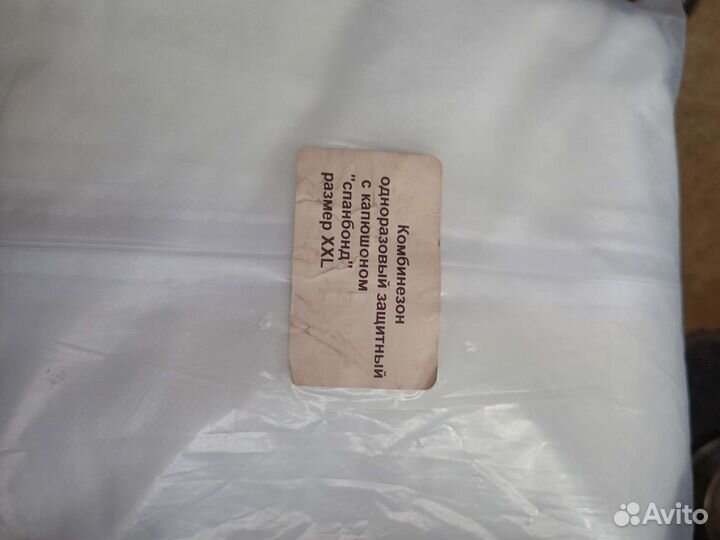 Комбинезон
одноразовый защитный
с капюшоном
"спанбонд"
размер XXL
Avito